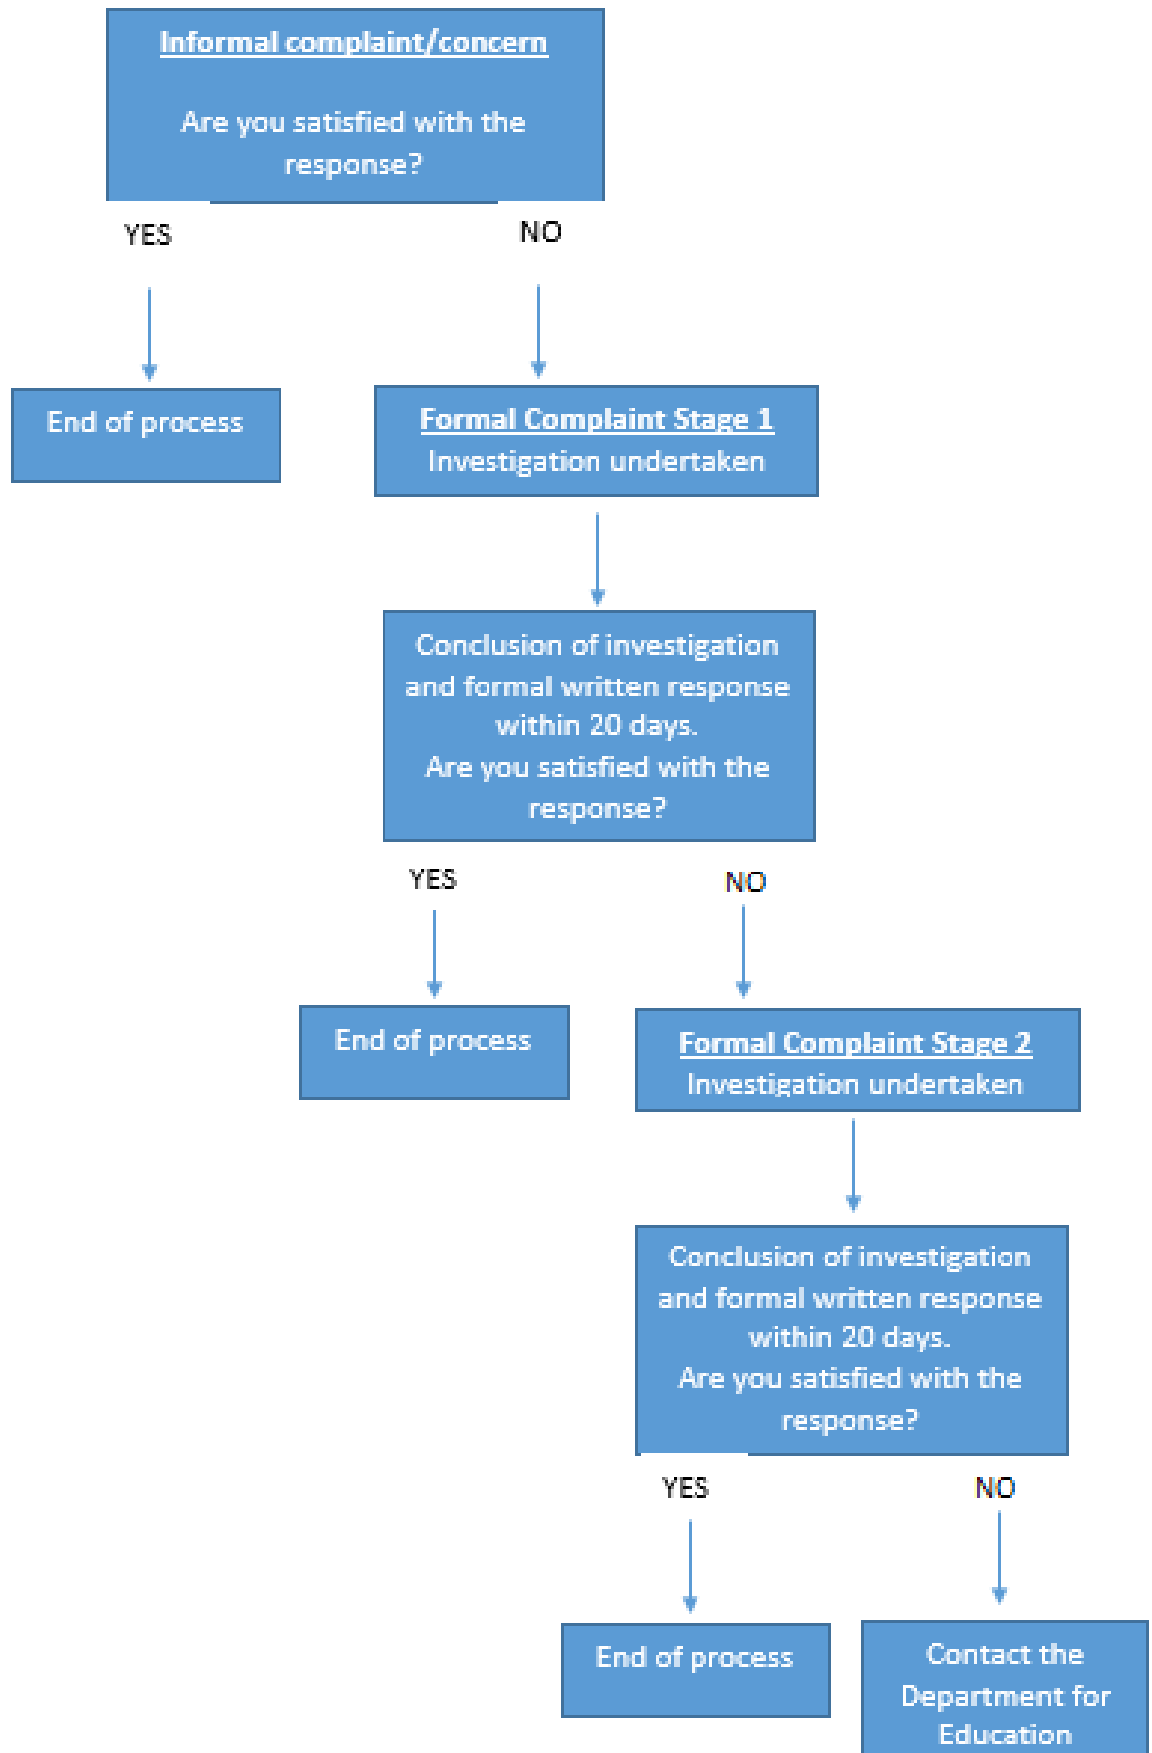 Informal complaint/concern
Are you satisfied with the
response?
YES
NO
End of process
Formal Complaint Stage 1
Investigation undertaken
Conclusion of investigation
and formal written response
within 20 days.
Are you satisfied with the
response?
YES
NO
End of process
Formal Complaint Stage 2
Investigation undertaken
Conclusion of investigation
and formal written response
within 20 days.
Are you satisfied with the
response?
YES
NO
End of process
Contact the
Department for
Education